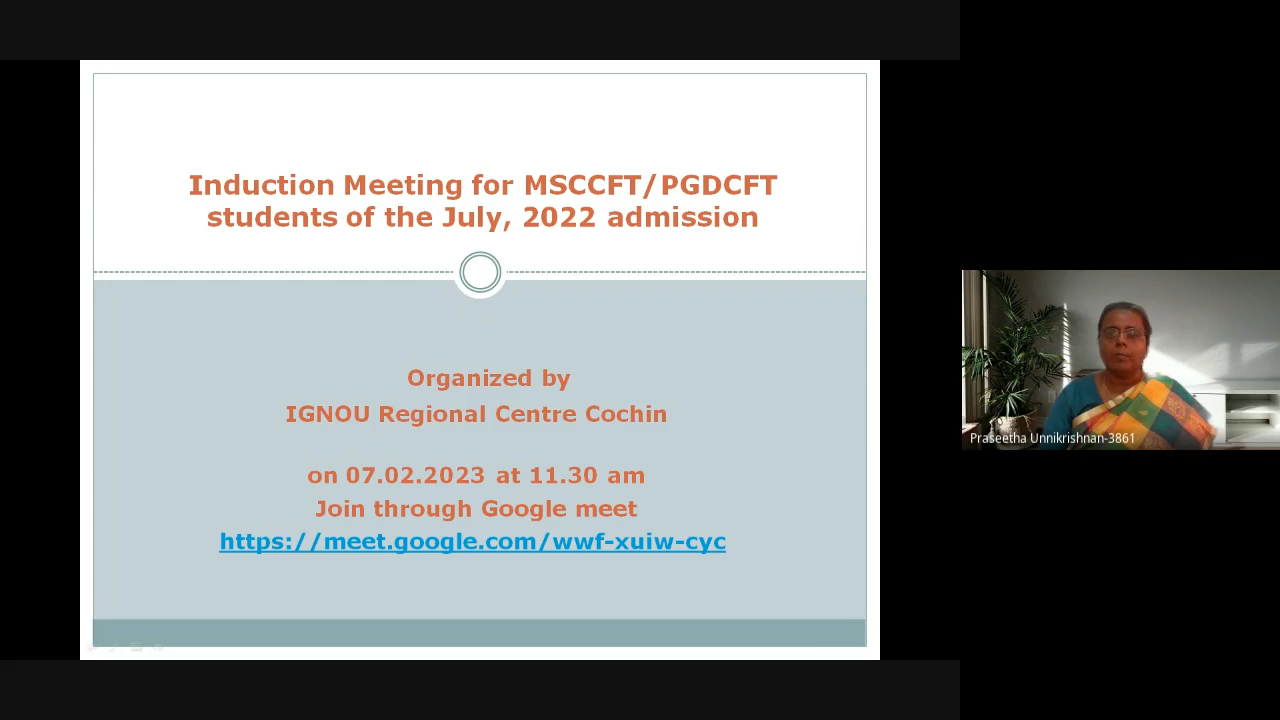 Induction Meeting for MSCCFT/PGDCFT
students of the July, 2022 admission
Organized by
IGNOU Regional Centre Cochin
on 07.02.2023 at 11.30 am
Join through Google meet
https://meet.google.com/wwf-xuiw-cyc
Praseetha Unnikrishnan-3861